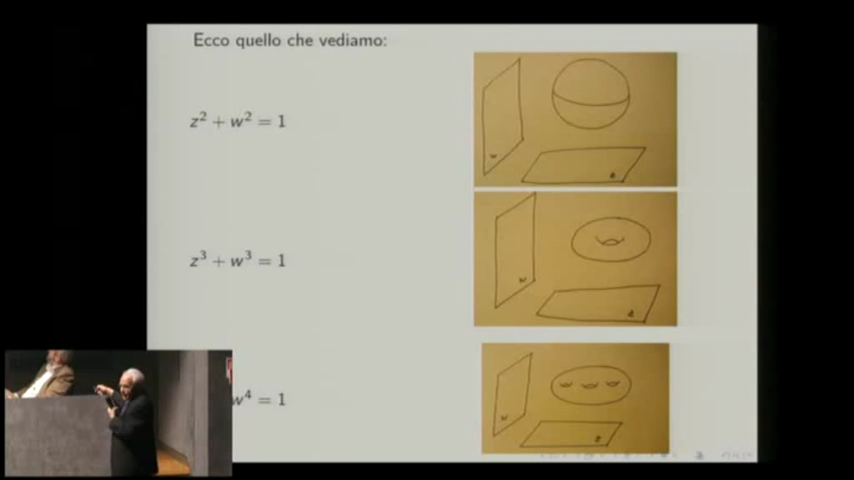 Ecco quello che vediamo:
z² + w² = 1
w
z
z³ + w³ = 1
w
z
w⁴ = 1
w
z